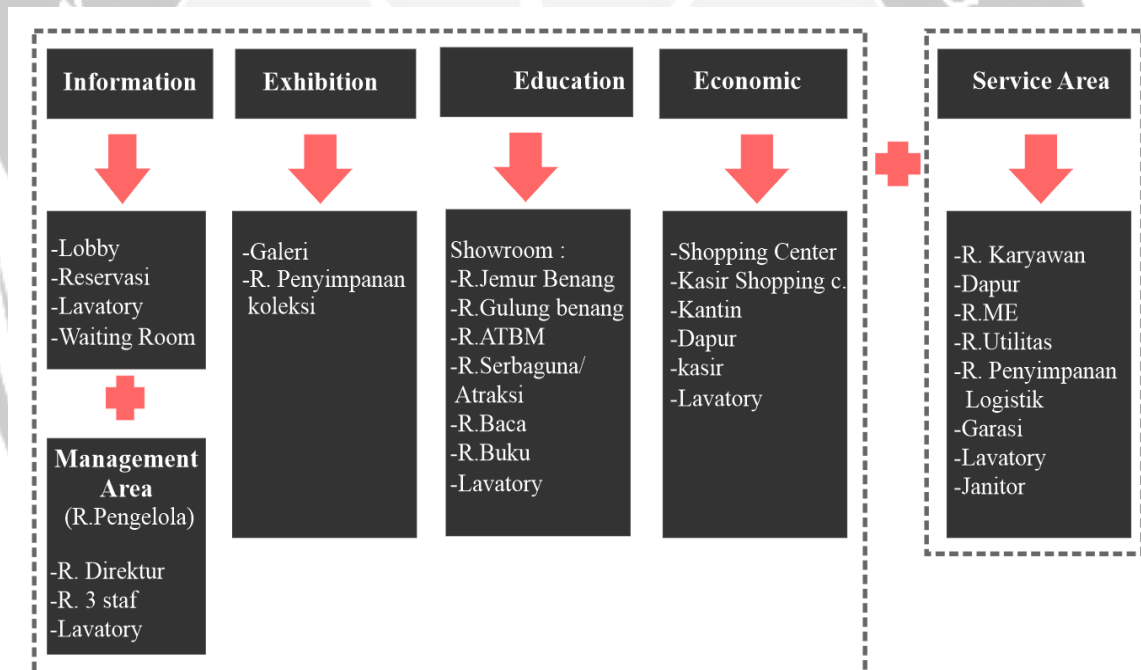 Information
-Lobby
-Reservasi
-Lavatory
-Waiting Room
Management
Area
(R.Pengelola)
-R. Direktur
-R. 3 staf
-Lavatory
Exhibition
-Galeri
-R. Penyimpanan
koleksi
Education
Showroom :
-R.Jemur Benang
-R.Gulung benang
-R.ATBM
-R.Serbaguna/
Atraksi
-R.Baca
-R.Buku
-Lavatory
Economic
-Shopping Center
-Kasir Shopping c.
-Kantin
-Dapur
-kasir
-Lavatory
Service Area
-R. Karyawan
-Dapur
-R.ME
-R.Utilitas
-R. Penyimpanan
Logistik
-Garasi
-Lavatory
-Janitor